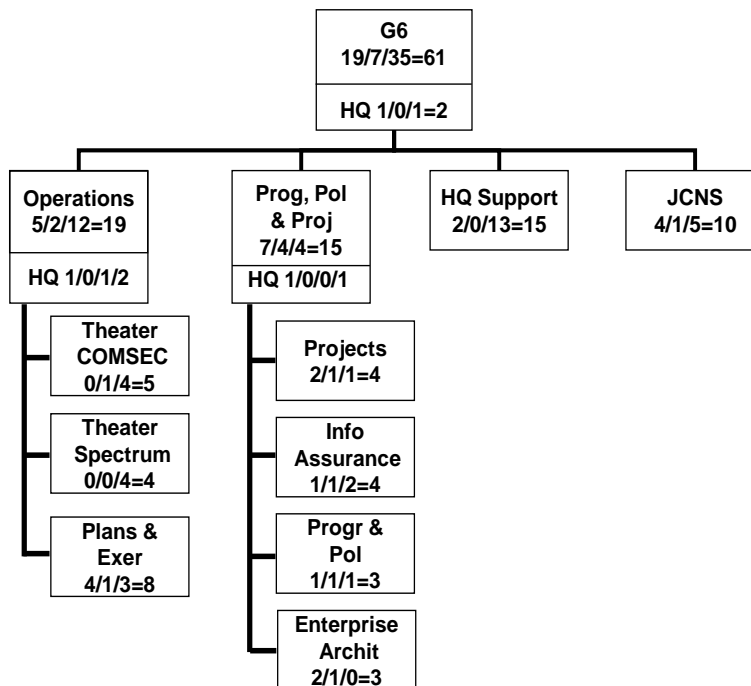 G6
19/7/35=61
HQ 1/0/1=2
Operations
5/2/12=19
HQ 1/0/1/2
Prog, Pol
& Proj
7/4/4=15
HQ 1/0/0/1
HQ Support
2/0/13=15
JCNS
4/1/5=10
Theater
COMSEC
0/1/4=5
Theater
Spectrum
0/0/4=4
Plans &
Exer
4/1/3=8
Projects
2/1/1=4
Info
Assurance
1/1/2=4
Progr &
Pol
1/1/1=3
Enterprise
Archit
2/1/0=3